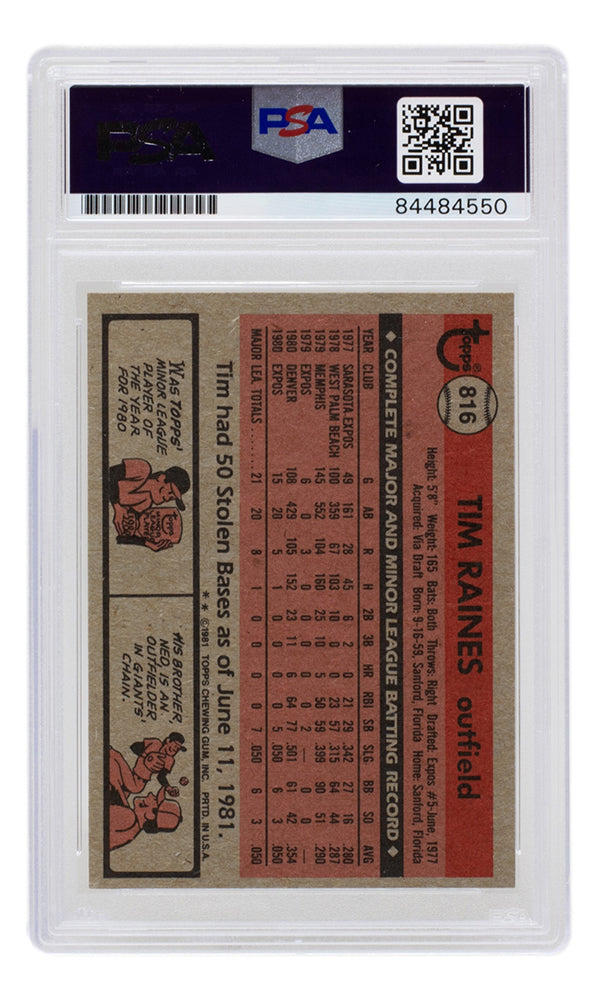 PSA
PSA
84484550
topps®
816
TIM RAINES outfield
Height: 5'8" Weight: 165 Bats: Both Throws: Right Drafted: Expos #5-June, 1977
Acquired: Via Draft Born: 9-16-59, Sanford, Florida Home: Sanford, Florida
◆ COMPLETE MAJOR AND MINOR LEAGUE BATTING RECORD ◆
YEAR CLUB G AB R H 2B 3B HR RBI SB SLG BB SO AVG
1977 SARASOTA EXPOS 49 161 28 45 6 2 0 21 29 .342 27 16 280
1978 WEST PALM BEACH 100 359 67 103 10 0 0 23 57 .315 64 44 287
1979 MEMPHIS 145 552 104 160 25 10 5 50 59 .399 90 51 290
1979 EXPOS 6 0 3 0 0 0 0 0 2 — 0 0 —
1980 DENVER 108 429 105 152 23 11 6 64 77 .501 61 42 .354
1980 EXPOS 15 20 5 1 0 0 0 0 5 .050 6 3 .050
MAJOR LEA. TOTALS 21 20 8 1 0 0 0 0 7 .050 6 3 .050
Tim had 50 Stolen Bases as of June 11, 1981.
** ©1981 TOPPS CHEWING GUM, INC. PRTD. IN U.S.A.
WAS TOPPS'
MINOR LEAGUE
PLAYER OF
THE YEAR
FOR 1980
HIS BROTHER,
NED, IS AN
OUTFIELDER
IN GIANTS'
CHAIN.
PSA